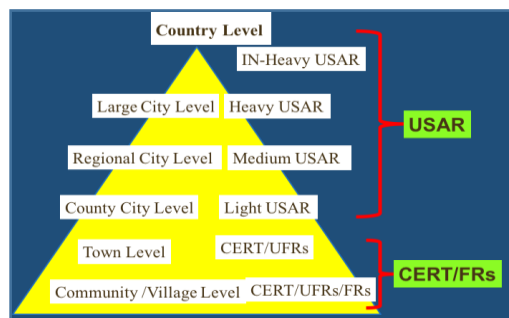 Country Level
IN-Heavy USAR
Large City Level Heavy USAR
USAR
Regional City Level Medium USAR
County City Level Light USAR
Town Level CERT/UFRs
CERT/FRs
Community /Village Level CERT/UFRs/FRs